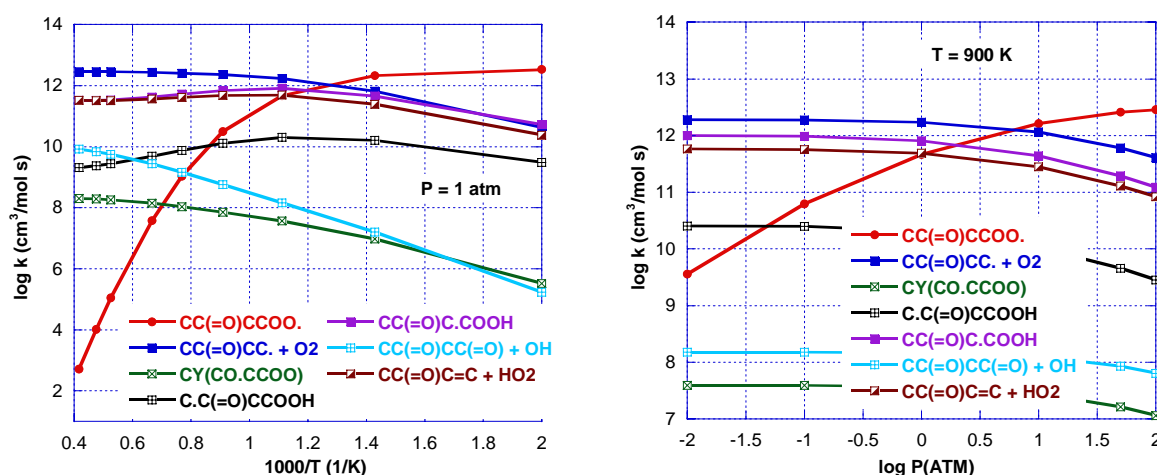 14
12
10
8
6
4
2
log k (cm³/mol s)
P = 1 atm
CC(=O)CCOO.
CC(=O)CC. + O2
CY(CO.CCOO)
C.C(=O)CCOOH
CC(=O)C.COOH
CC(=O)CC(=O) + OH
CC(=O)C=C + HO2
0.4 0.6 0.8 1 1.2 1.4 1.6 1.8 2
1000/T (1/K)
14
13
12
11
10
9
8
7
log k (cm³/mol s)
T = 900 K
CC(=O)CCOO.
CC(=O)CC. + O2
CY(CO.CCOO)
C.C(=O)CCOOH
CC(=O)C.COOH
CC(=O)CC(=O) + OH
CC(=O)C=C + HO2
-2 -1.5 -1 -0.5 0 0.5 1 1.5 2
log P(ATM)